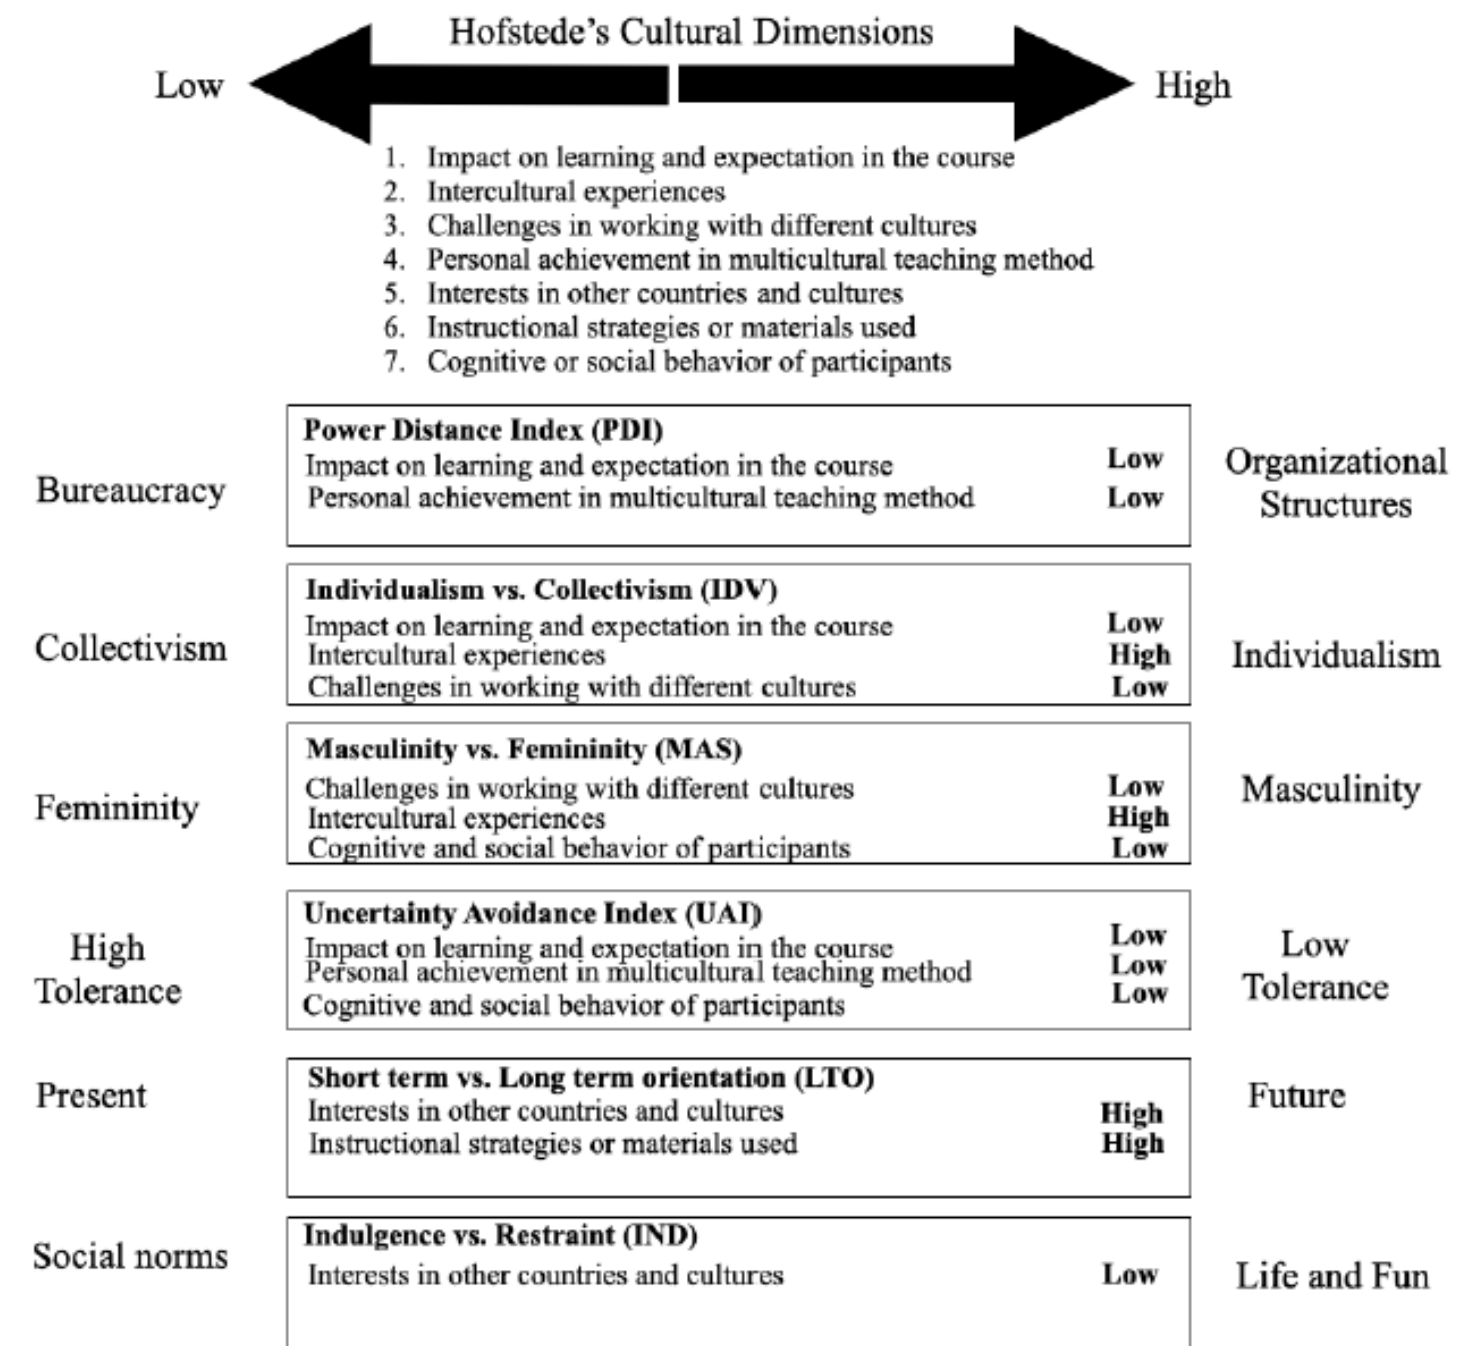 Hofstede's Cultural Dimensions
Low
High
1. Impact on learning and expectation in the course
2. Intercultural experiences
3. Challenges in working with different cultures
4. Personal achievement in multicultural teaching method
5. Interests in other countries and cultures
6. Instructional strategies or materials used
7. Cognitive or social behavior of participants
Bureaucracy
Power Distance Index (PDI)
Impact on learning and expectation in the course Low
Personal achievement in multicultural teaching method Low
Organizational
Structures
Collectivism
Individualism vs. Collectivism (IDV)
Impact on learning and expectation in the course Low
Intercultural experiences High
Challenges in working with different cultures Low
Individualism
Femininity
Masculinity vs. Femininity (MAS)
Challenges in working with different cultures Low
Intercultural experiences High
Cognitive and social behavior of participants Low
Masculinity
High
Tolerance
Uncertainty Avoidance Index (UAI)
Impact on learning and expectation in the course Low
Personal achievement in multicultural teaching method Low
Cognitive and social behavior of participants Low
Low
Tolerance
Present
Short term vs. Long term orientation (LTO)
Interests in other countries and cultures High
Instructional strategies or materials used High
Future
Social norms
Indulgence vs. Restraint (IND)
Interests in other countries and cultures Low
Life and Fun